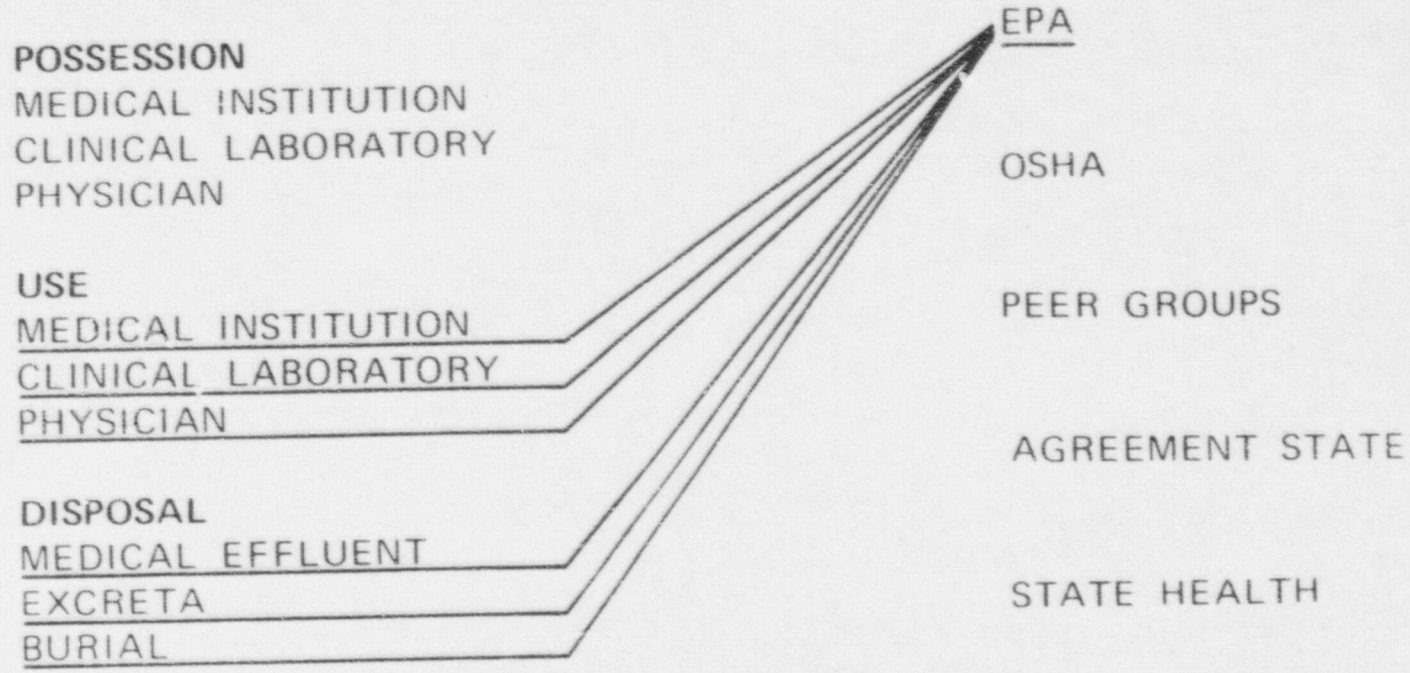 POSSESSION
MEDICAL INSTITUTION
CLINICAL LABORATORY
PHYSICIAN
USE
MEDICAL INSTITUTION
CLINICAL LABORATORY
PHYSICIAN
DISPOSAL
MEDICAL EFFLUENT
EXCRETA
BURIAL
EPA
OSHA
PEER GROUPS
AGREEMENT STATE
STATE HEALTH